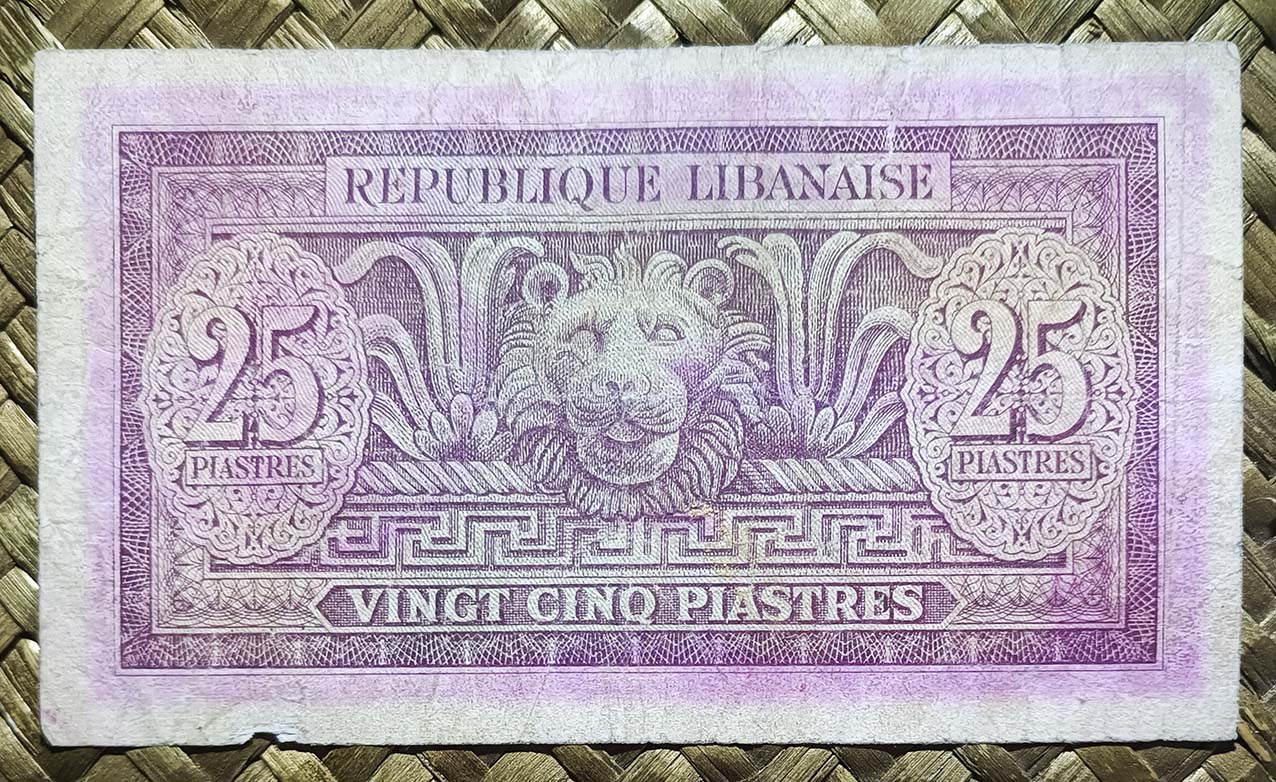 REPUBLIQUE LIBANAISE
25 25
PIASTRES PIASTRES
VINGT CINQ PIASTRES